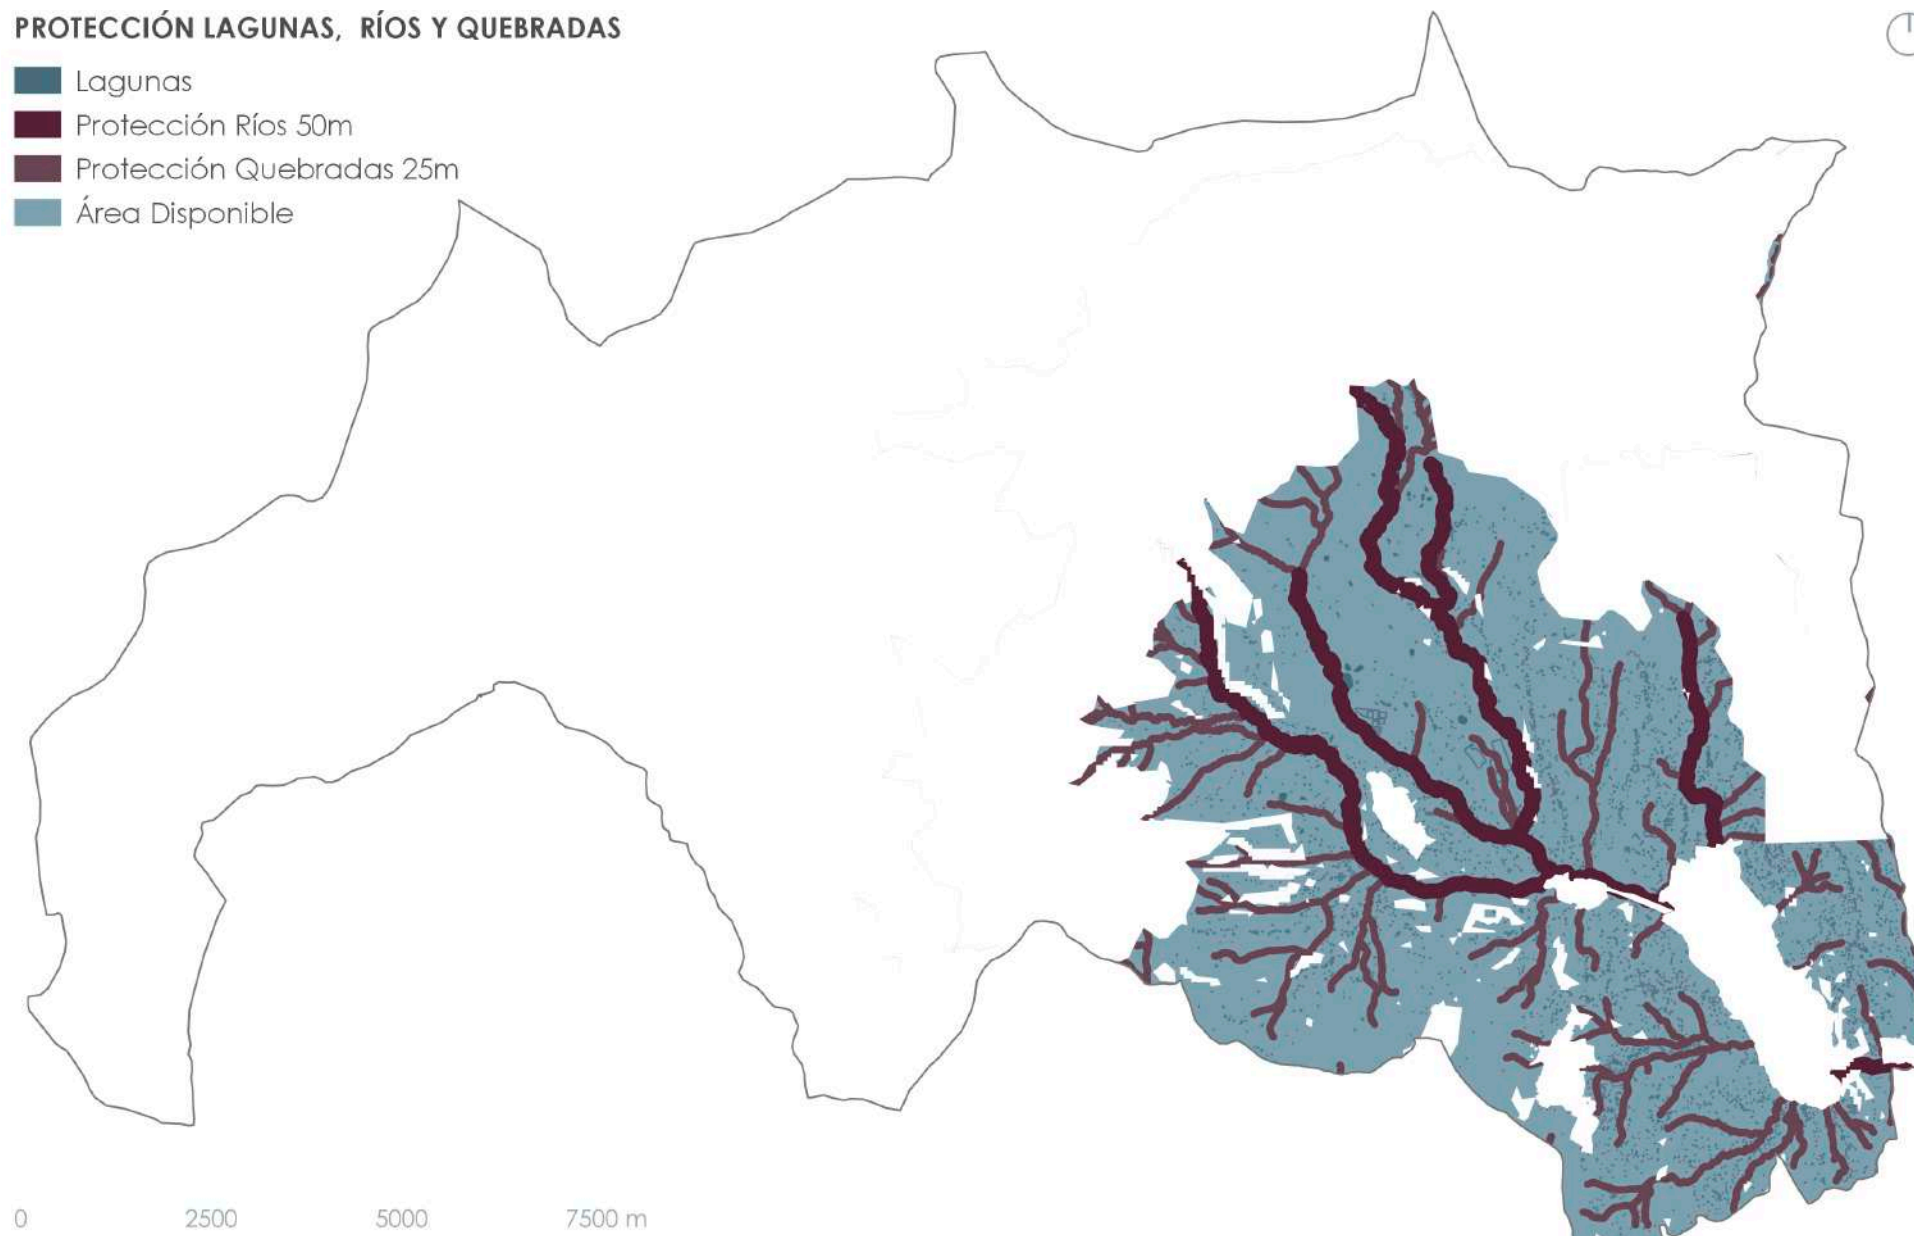 PROTECCIÓN LAGUNAS, RÍOS Y QUEBRADAS
Lagunas
Protección Ríos 50m
Protección Quebradas 25m
Área Disponible
0 2500 5000 7500 m